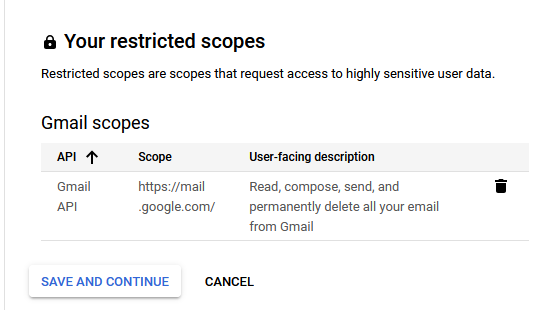 Your restricted scopes
Restricted scopes are scopes that request access to highly sensitive user data.
Gmail scopes
API Scope User-facing description
Gmail https://mail Read, compose, send, and
API .google.com/ permanently delete all your email
from Gmail
SAVE AND CONTINUE CANCEL